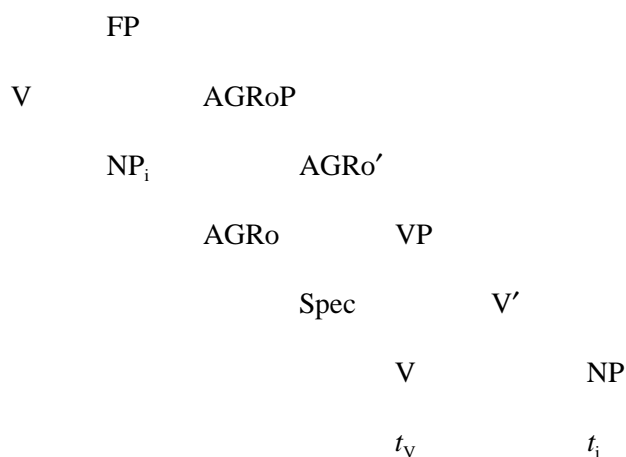 FP
V AGRoP
NPi AGRo′
AGRo VP
Spec V′
V NP
tV ti